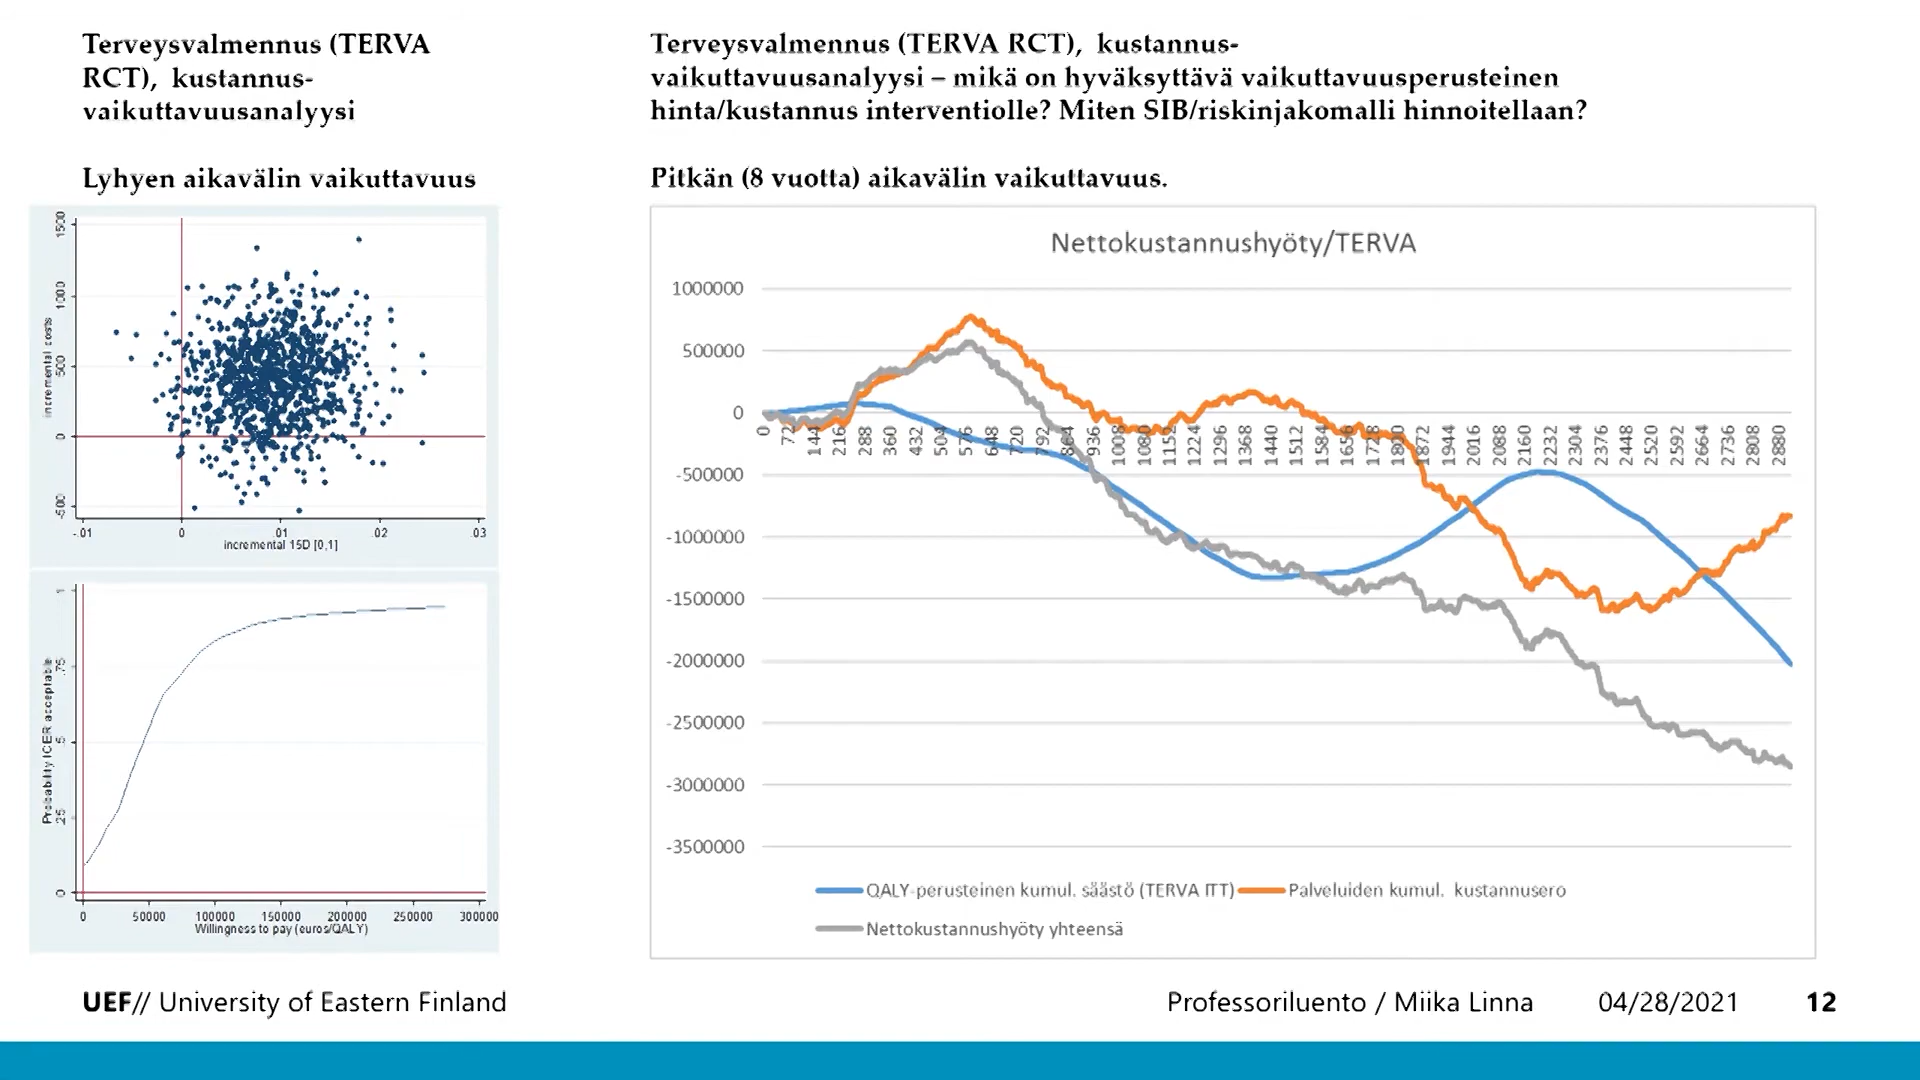 Terveysvalmennus (TERVA
RCT), kustannus-
vaikuttavuusanalyysi
Lyhyen aikavälin vaikuttavuus
Terveysvalmennus (TERVA RCT), kustannus-
vaikuttavuusanalyysi – mikä on hyväksyttävä vaikuttavuusperusteinen
hinta/kustannus interventiolle? Miten SIB/riskinjakomalli hinnoitellaan?
Pitkän (8 vuotta) aikavälin vaikuttavuus.
incremental costs
1500
1000
500
0
-500
-.01 0 .01 .02 .03
incremental 15D [0,1]
Probability ICER acceptable
1
.75
.5
.25
0
0 50000 100000 150000 200000 250000 300000
Willingness to pay (euros/QALY)
Nettokustannushyöty/TERVA
1000000
500000
0
-500000
-1000000
-1500000
-2000000
-2500000
-3000000
-3500000
0 72 144 216 288 360 432 504 576 648 720 792 864 936 1008 1080 1152 1224 1296 1368 1440 1512 1584 1656 1728 1800 1872 1944 2016 2088 2160 2232 2304 2376 2448 2520 2592 2664 2736 2808 2880
QALY-perusteinen kumul. säästö (TERVA ITT) Palveluiden kumul. kustannusero
Nettokustannushyöty yhteensä
UEF// University of Eastern Finland
Professoriluento / Miika Linna 04/28/2021 12